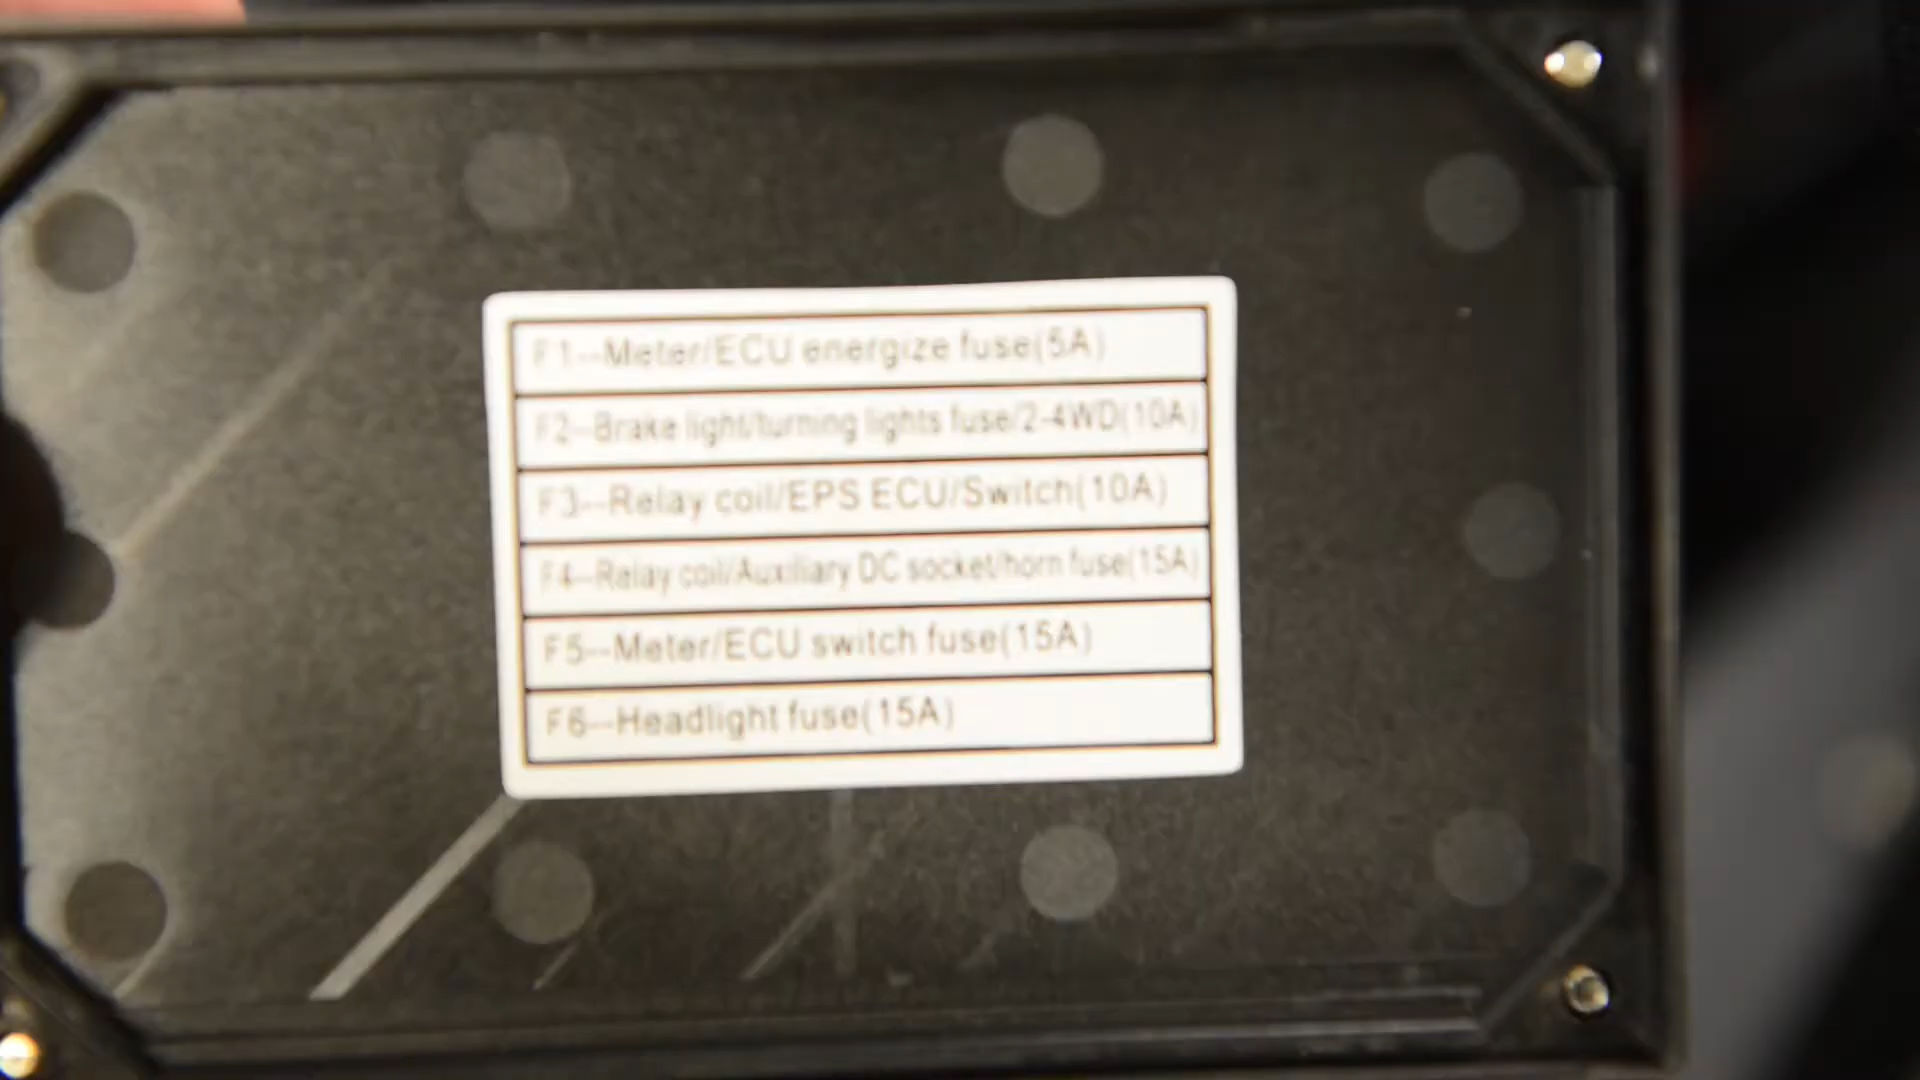 F1--Meter/ECU energize fuse(5A)
F2--Brake light/turning lights fuse/2-4WD(10A)
F3--Relay coil/EPS ECU/Switch(10A)
F4--Relay coil/Auxiliary DC socket/horn fuse(15A)
F5--Meter/ECU switch fuse(15A)
F6--Headlight fuse(15A)